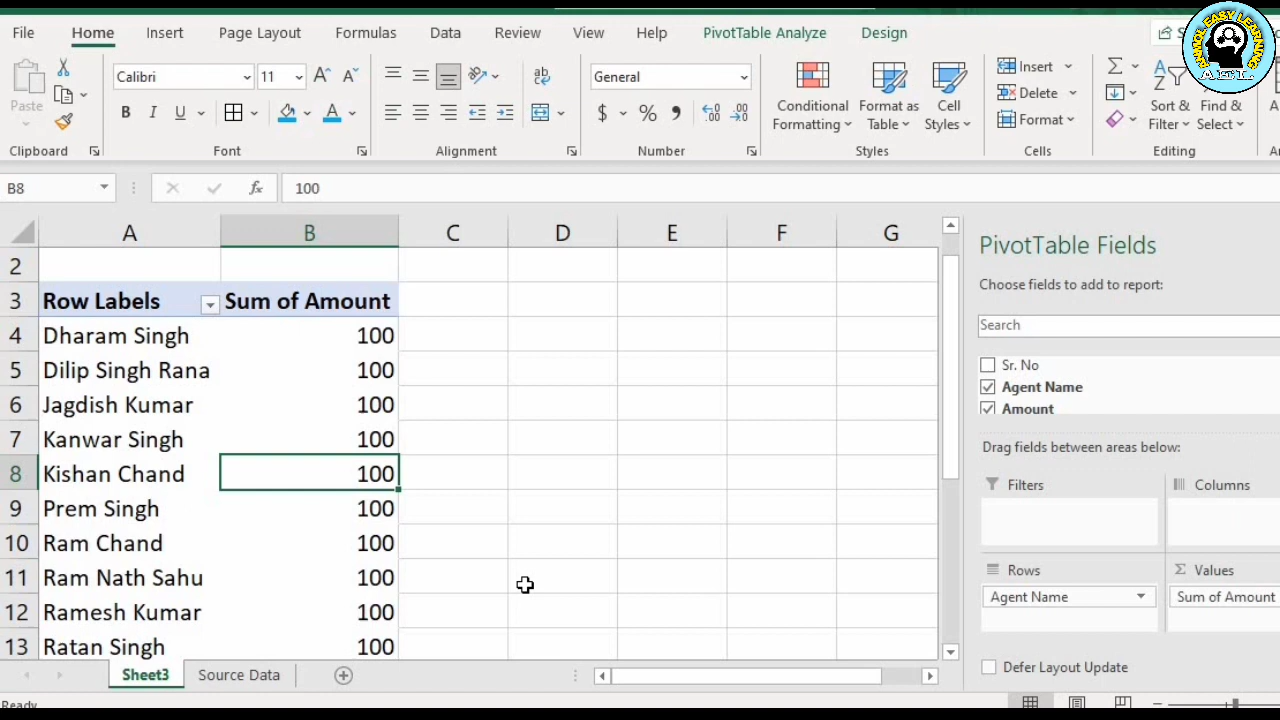 File Home Insert Page Layout Formulas Data Review View Help PivotTable Analyze Design
ANMOL EASY LEARNING
A E L
Paste
Calibri 11
B I U
General
$ %
Conditional Formatting
Format as Table
Cell Styles
Insert
Delete
Format
Sort & Filter
Find & Select
Clipboard Font Alignment Number Styles Cells Editing
B8 fx 100
A B C D E F G
2
3 Row Labels Sum of Amount
4 Dharam Singh 100
5 Dilip Singh Rana 100
6 Jagdish Kumar 100
7 Kanwar Singh 100
8 Kishan Chand 100
9 Prem Singh 100
10 Ram Chand 100
11 Ram Nath Sahu 100
12 Ramesh Kumar 100
13 Ratan Singh 100
PivotTable Fields
Choose fields to add to report:
Search
Sr. No
Agent Name
Amount
Drag fields between areas below:
Filters Columns
Rows Values
Agent Name Sum of Amount
Defer Layout Update
Sheet3 Source Data
Ready